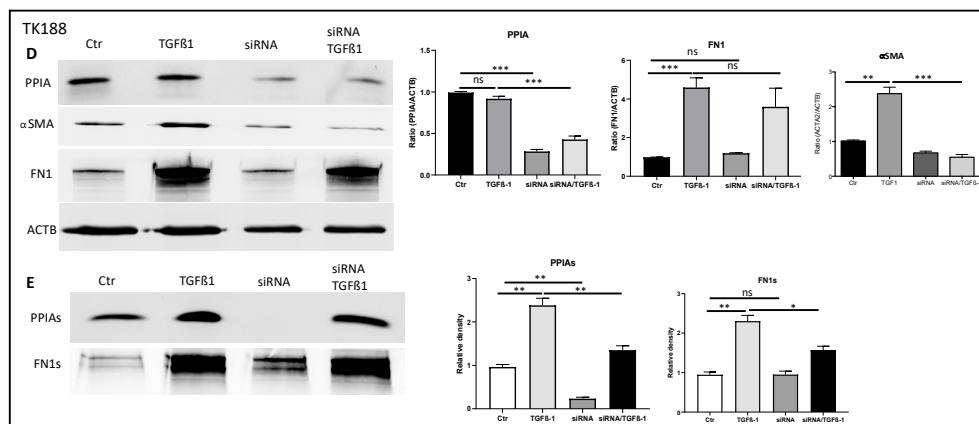 TK188
D
Ctr
TGFß1
siRNA
siRNA
TGFß1
PPIA
αSMA
FN1
ACTB
PPIA
Ratio (PPIA/ACTB)
1.5
1.0
0.5
0.0
***
ns
***
Ctr
TGFß-1
siRNA
siRNA/TGFß-1
FN1
Ratio (FN1/ACTB)
6
4
2
0
ns
***
ns
Ctr
TGFß-1
siRNA
siRNA/TGFß-1
αSMA
Ratio (ACTA2/ACTB)
3
2
1
0
**
***
Ctr
TGF1
siRNA
siRNA/TGFß-1
E
Ctr
TGFß1
siRNA
siRNA
TGFß1
PPIAs
FN1s
PPIAs
Relative density
3
2
1
0
**
**
**
Ctr
TGFß-1
siRNA
siRNA/TGFß-1
FN1s
Relative density
3
2
1
0
ns
**
*
Ctr
TGFß-1
siRNA
siRNA/TGFß-1